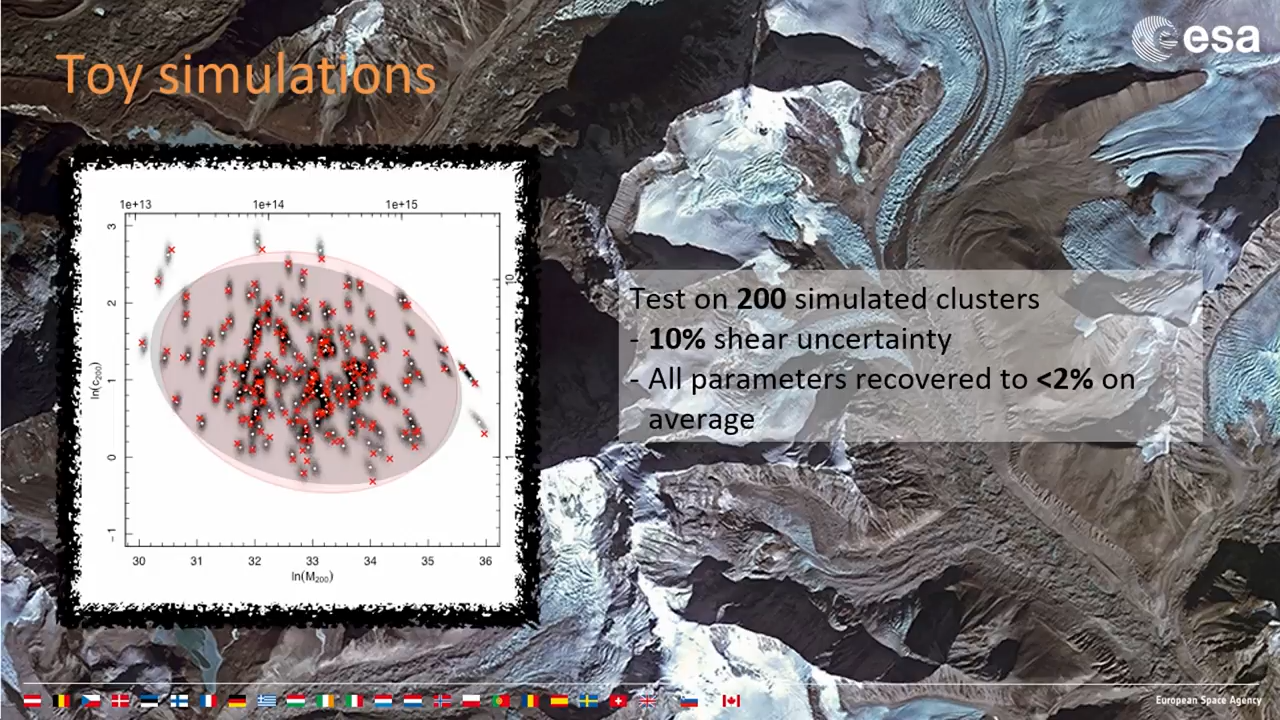 esa
Toy simulations
1e+13 1e+14 1e+15
3
2
1
0
−1
10
1
ln(c200)
30 31 32 33 34 35 36
ln(M200)
Test on 200 simulated clusters
- 10% shear uncertainty
- All parameters recovered to <2% on
average
European Space Agency